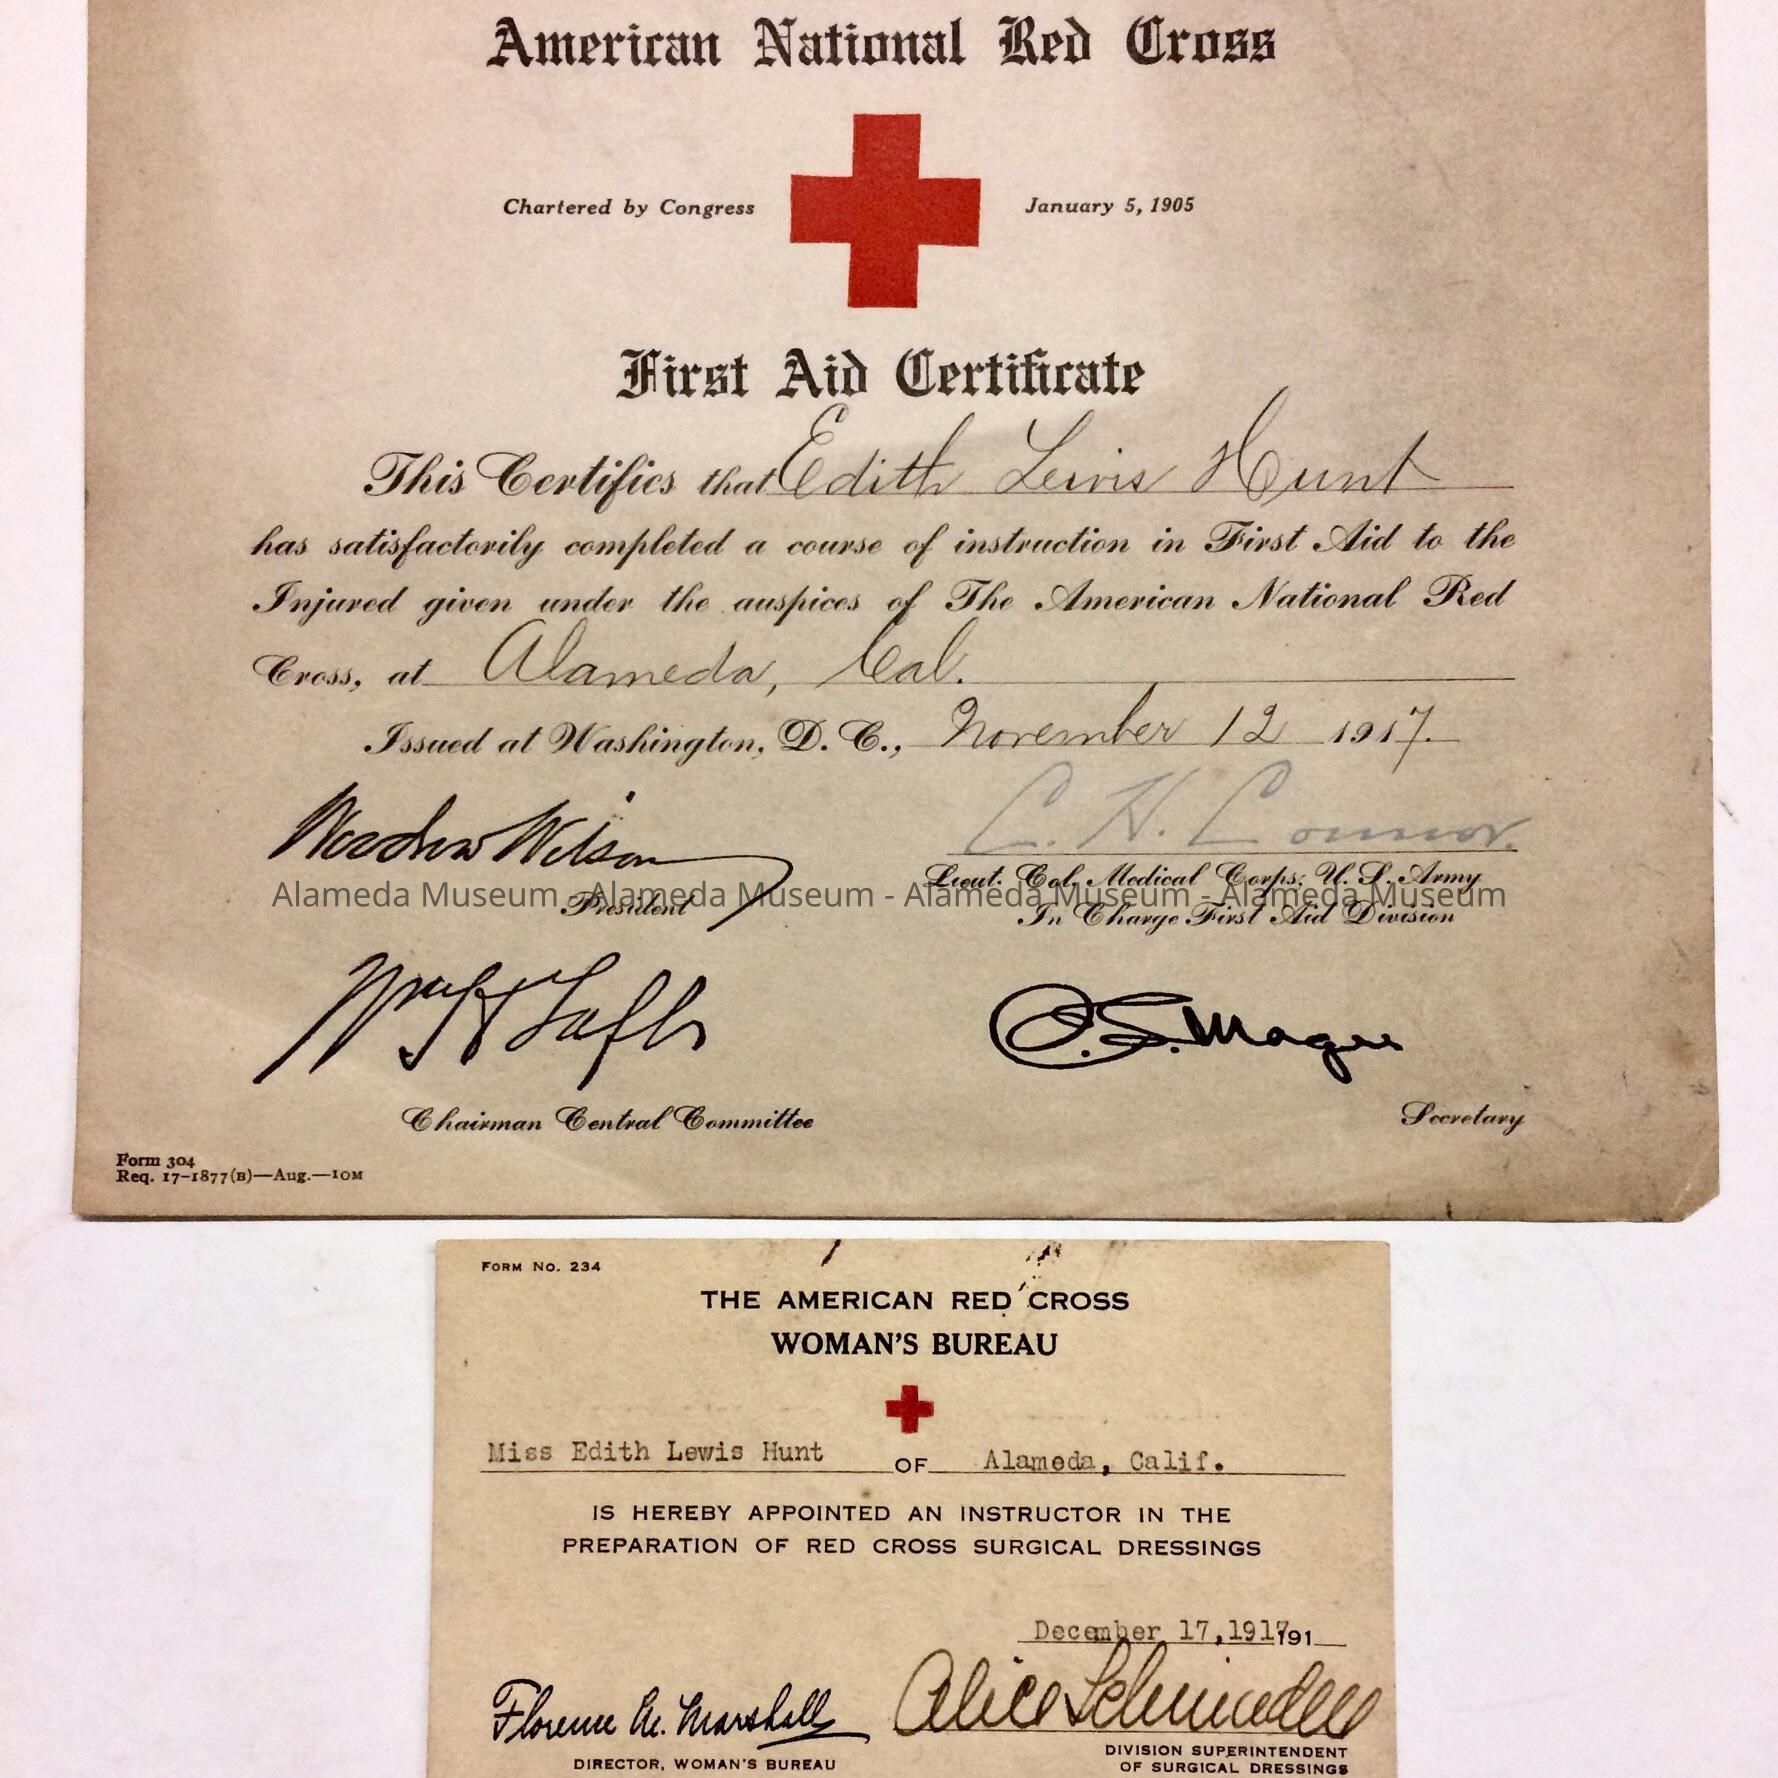 American National Red Cross
Chartered by Congress January 5, 1905
First Aid Certificate
This Certifies that Edith Lewis Hunt
has satisfactorily completed a course of instruction in First Aid to the
Injured given under the auspices of The American National Red
Cross, at Alameda, Cal.
Issued at Washington, D. C., November 12 1917.
Woodrow Wilson C. H. Connor.
Lieut. Col. Medical Corps; U. S. Army
Alameda Museum - Alameda Museum - Alameda Museum - Alameda Museum
President In Charge First Aid Division
Wm H Taft C. S. Magee
Chairman Central Committee Secretary
Form 304
Req. 17-1877(B)—Aug.—10M
FORM No. 234
THE AMERICAN RED CROSS
WOMAN'S BUREAU
Miss Edith Lewis Hunt OF Alameda, Calif.
IS HEREBY APPOINTED AN INSTRUCTOR IN THE
PREPARATION OF RED CROSS SURGICAL DRESSINGS
December 17, 1917 191
Florence M. Marshall Alice
DIRECTOR, WOMAN'S BUREAU DIVISION SUPERINTENDENT
OF SURGICAL DRESSINGS